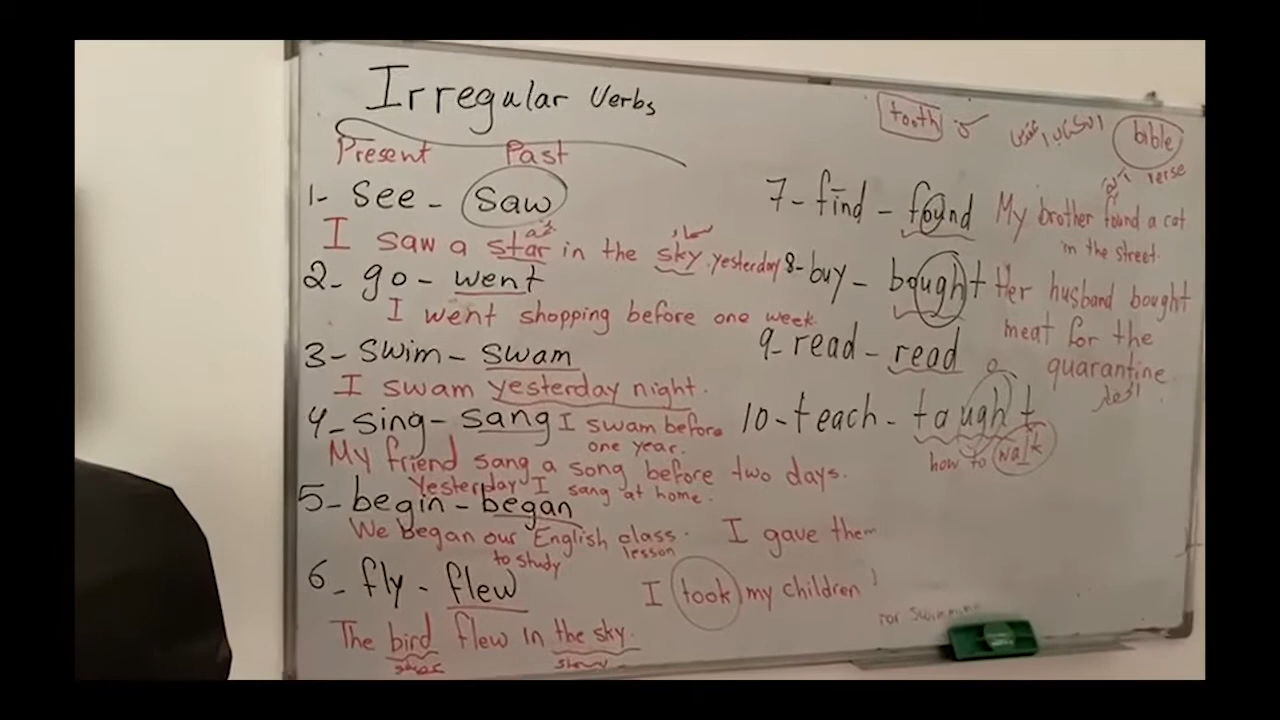 Irregular Verbs
Present Past
1- see - saw
I saw a star in the sky yesterday
2- go - went
I went shopping before one week.
3- swim - swam
I swam yesterday night.
4- sing - sang I swam before
one year.
My friend sang a song before two days.
Yesterday I sang at home.
5- begin - began
We began our English class.
lesson
to study
6- fly - flew
The bird flew in the sky.
I gave them
I took my children
for swimming
tooth
bible
verse
7- find - found My brother found a cat
in the street.
8- buy - bought Her husband bought
meat for the
quarantine
9- read - read
10- teach - taught
how to walk